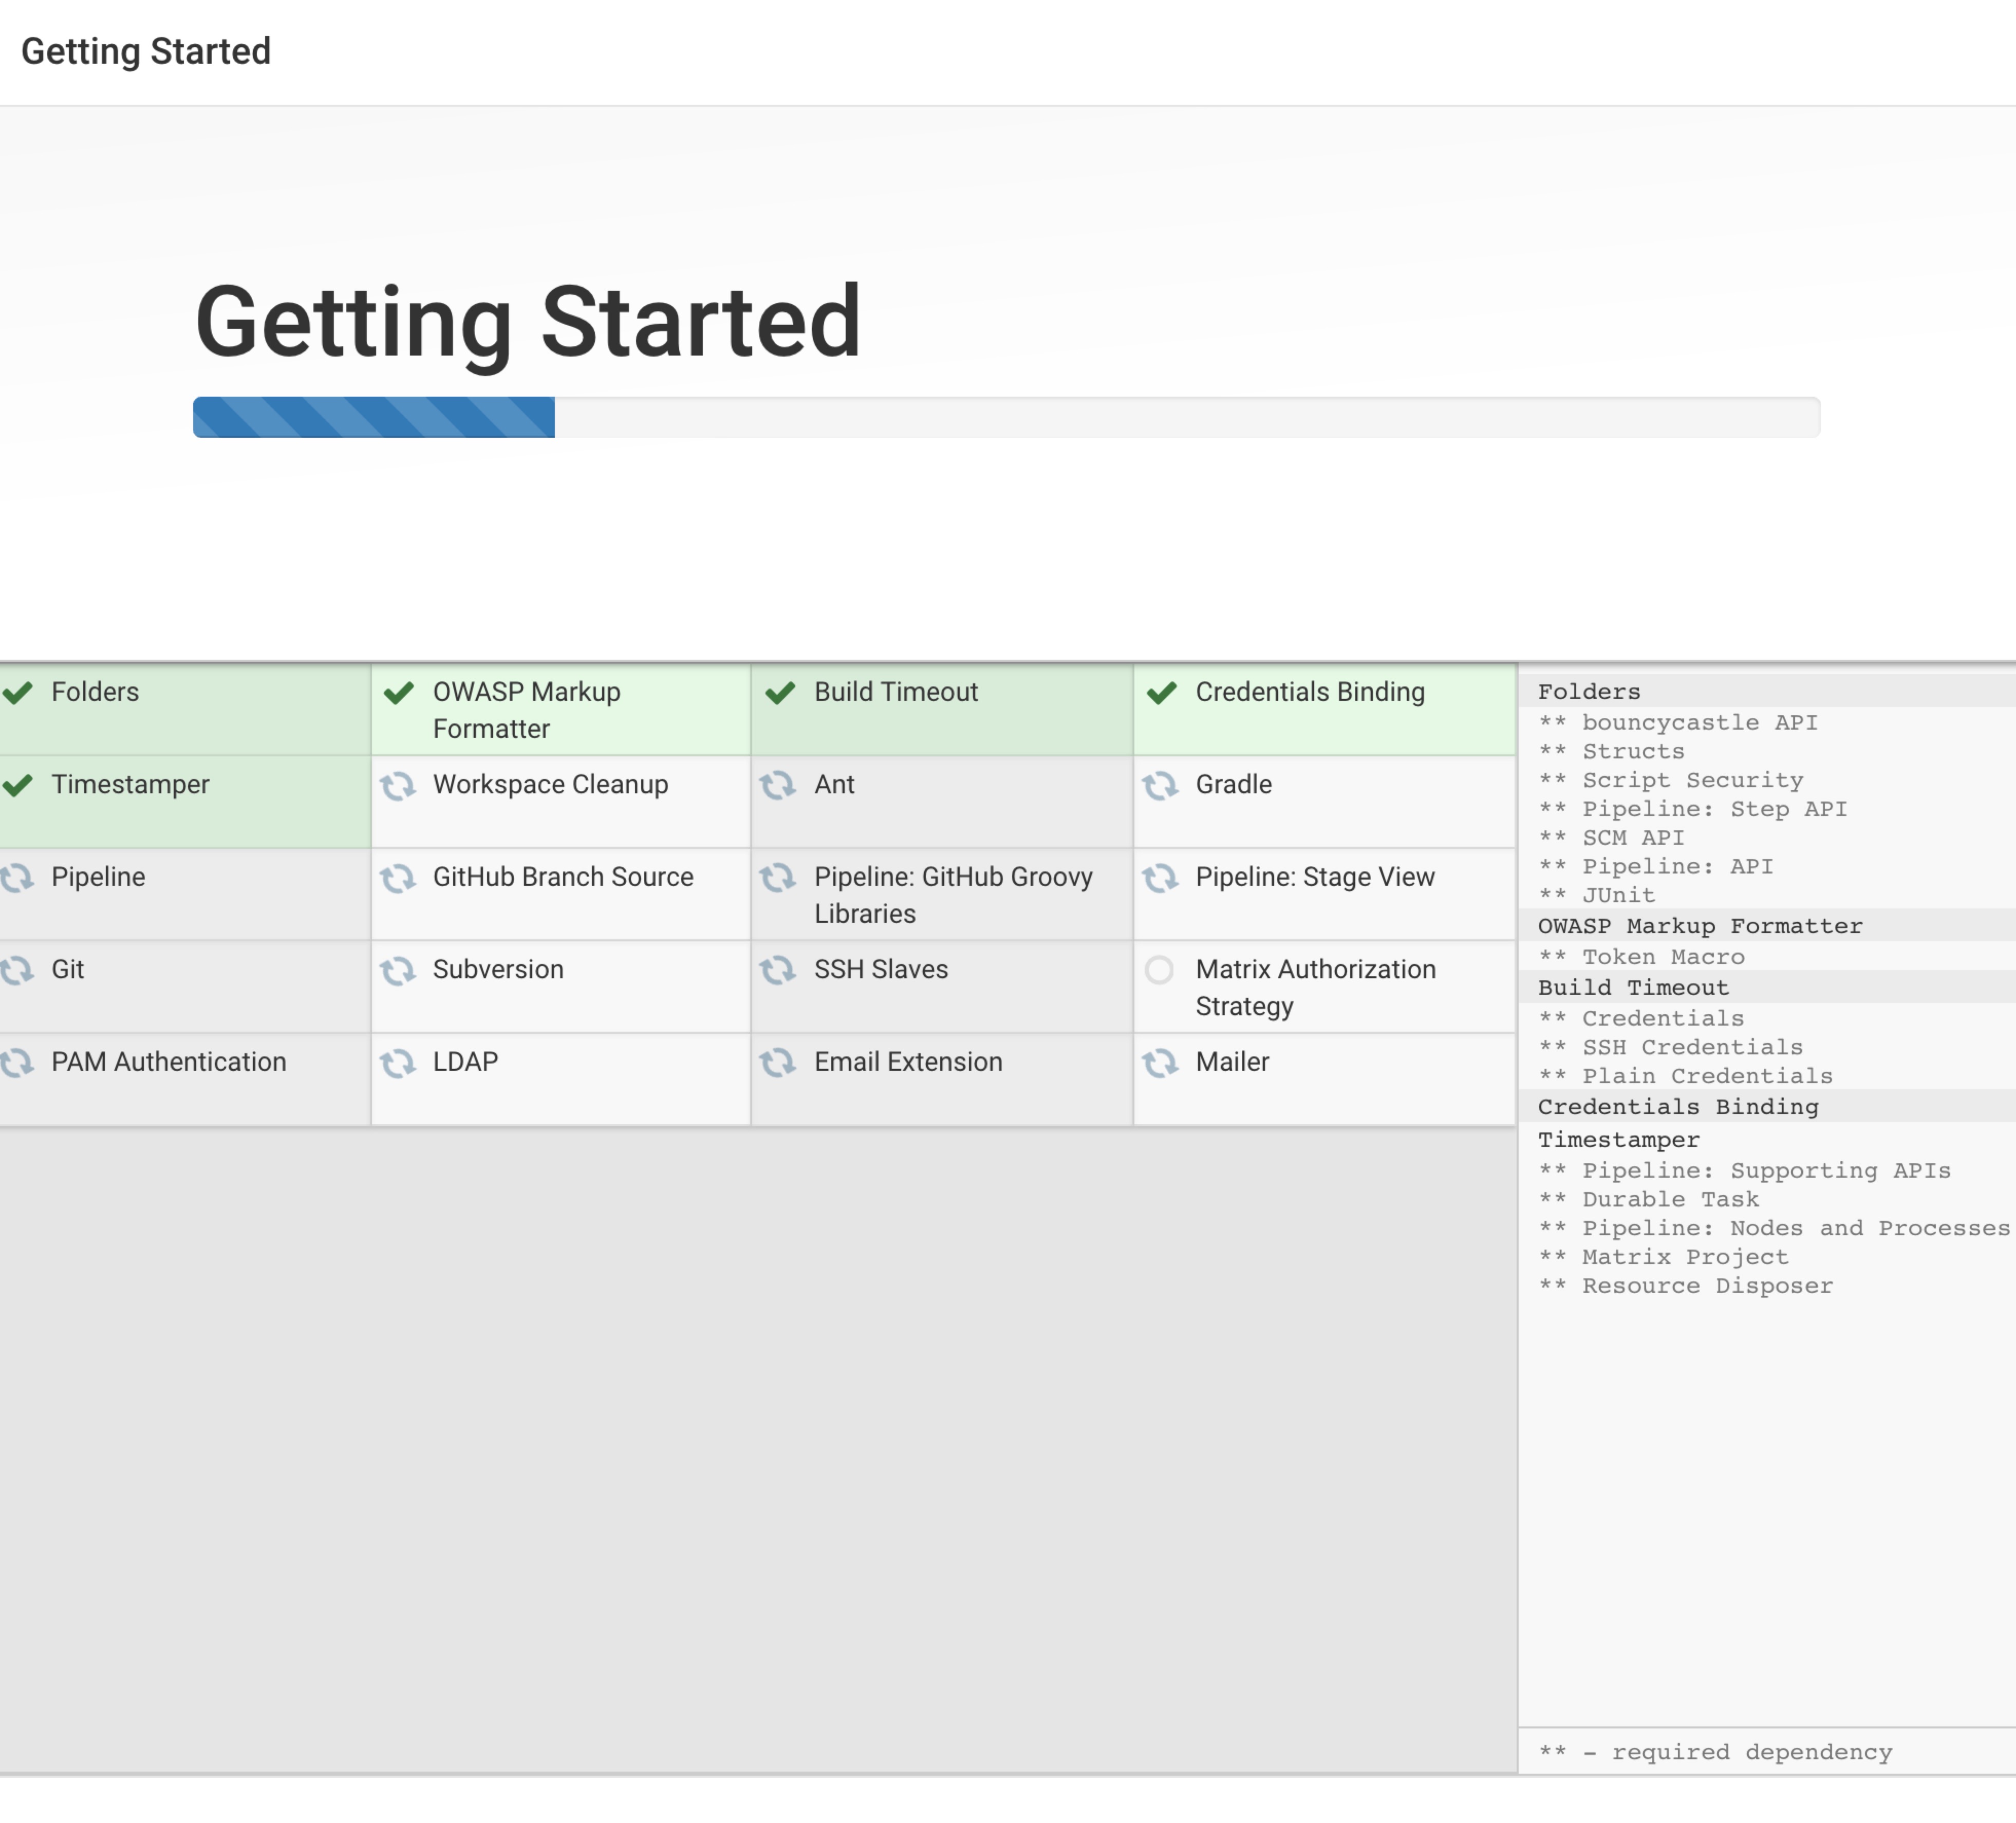 Getting Started
Getting Started
Folders
OWASP Markup
Formatter
Build Timeout
Credentials Binding
Timestamper
Workspace Cleanup
Ant
Gradle
Pipeline
GitHub Branch Source
Pipeline: GitHub Groovy
Libraries
Pipeline: Stage View
Git
Subversion
SSH Slaves
Matrix Authorization
Strategy
PAM Authentication
LDAP
Email Extension
Mailer
Folders
** bouncycastle API
** Structs
** Script Security
** Pipeline: Step API
** SCM API
** Pipeline: API
** JUnit
OWASP Markup Formatter
** Token Macro
Build Timeout
** Credentials
** SSH Credentials
** Plain Credentials
Credentials Binding
Timestamper
** Pipeline: Supporting APIs
** Durable Task
** Pipeline: Nodes and Processes
** Matrix Project
** Resource Disposer
** - required dependency